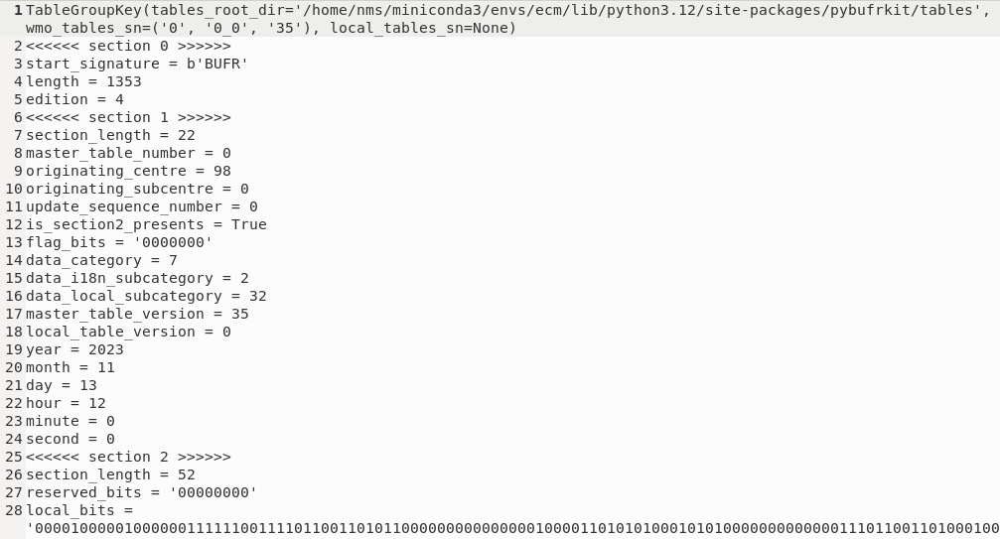 1 TableGroupKey(tables_root_dir='/home/nms/miniconda3/envs/ecm/lib/python3.12/site-packages/pybufrkit/tables',
wmo_tables_sn=('0', '0_0', '35'), local_tables_sn=None)
2 <<<<<< section 0 >>>>>>
3 start_signature = b'BUFR'
4 length = 1353
5 edition = 4
6 <<<<<< section 1 >>>>>>
7 section_length = 22
8 master_table_number = 0
9 originating_centre = 98
10 originating_subcentre = 0
11 update_sequence_number = 0
12 is_section2_presents = True
13 flag_bits = '0000000'
14 data_category = 7
15 data_i18n_subcategory = 2
16 data_local_subcategory = 32
17 master_table_version = 35
18 local_table_version = 0
19 year = 2023
20 month = 11
21 day = 13
22 hour = 12
23 minute = 0
24 second = 0
25 <<<<<< section 2 >>>>>>
26 section_length = 52
27 reserved_bits = '00000000'
28 local_bits =